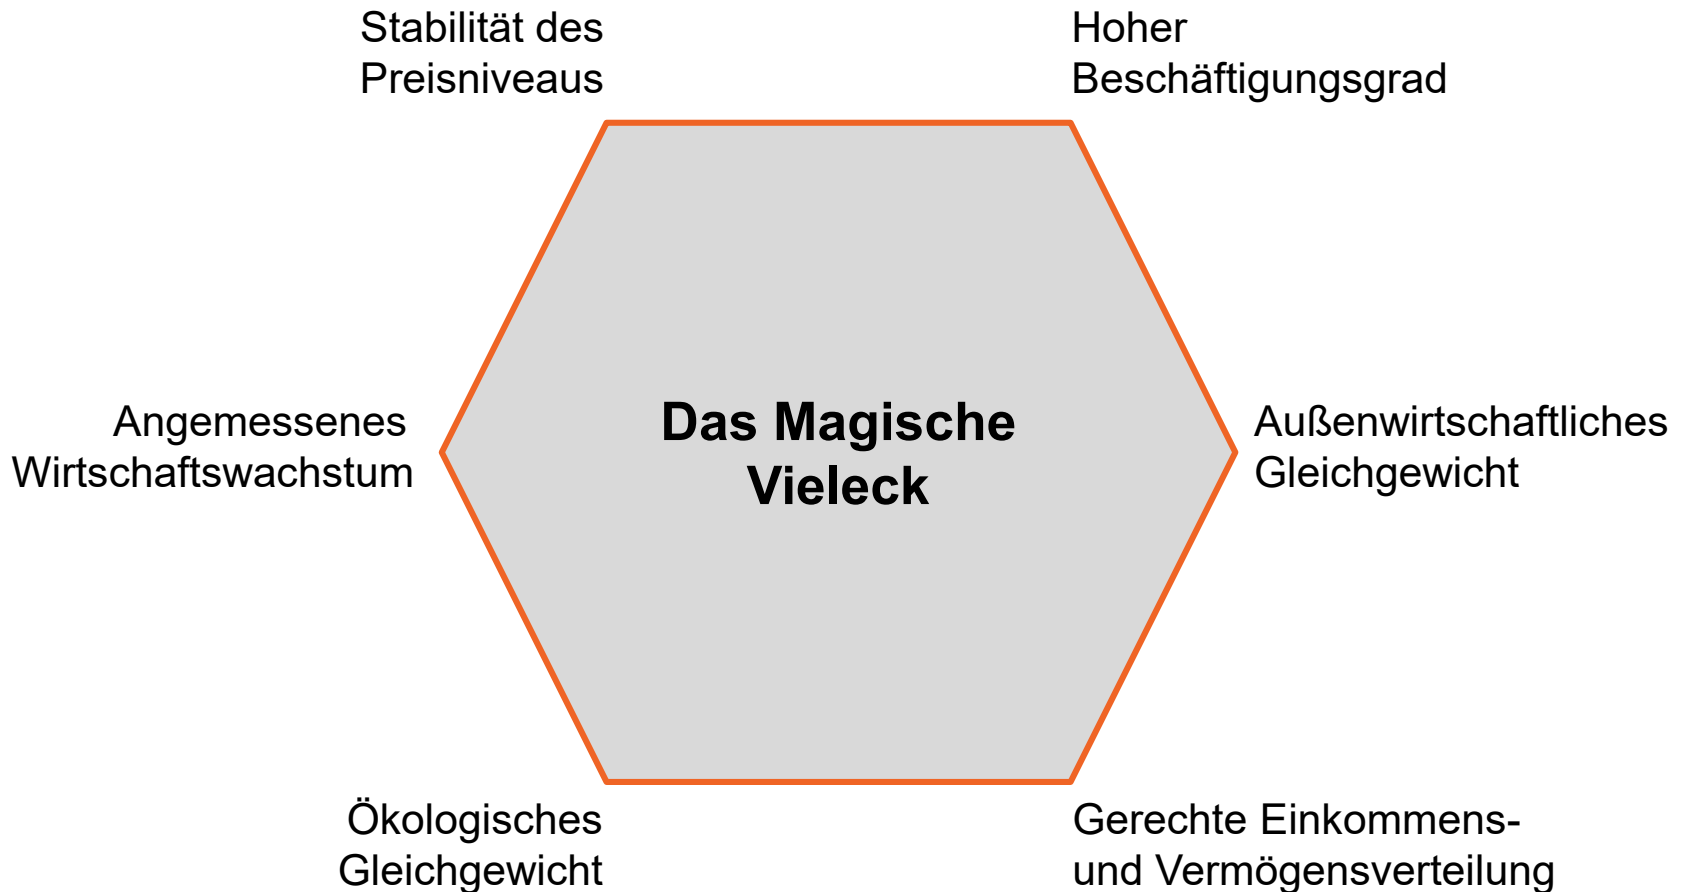 Stabilität des
Preisniveaus
Hoher
Beschäftigungsgrad
Angemessenes
Wirtschaftswachstum
Das Magische
Vieleck
Außenwirtschaftliches
Gleichgewicht
Ökologisches
Gleichgewicht
Gerechte Einkommens-
und Vermögensverteilung